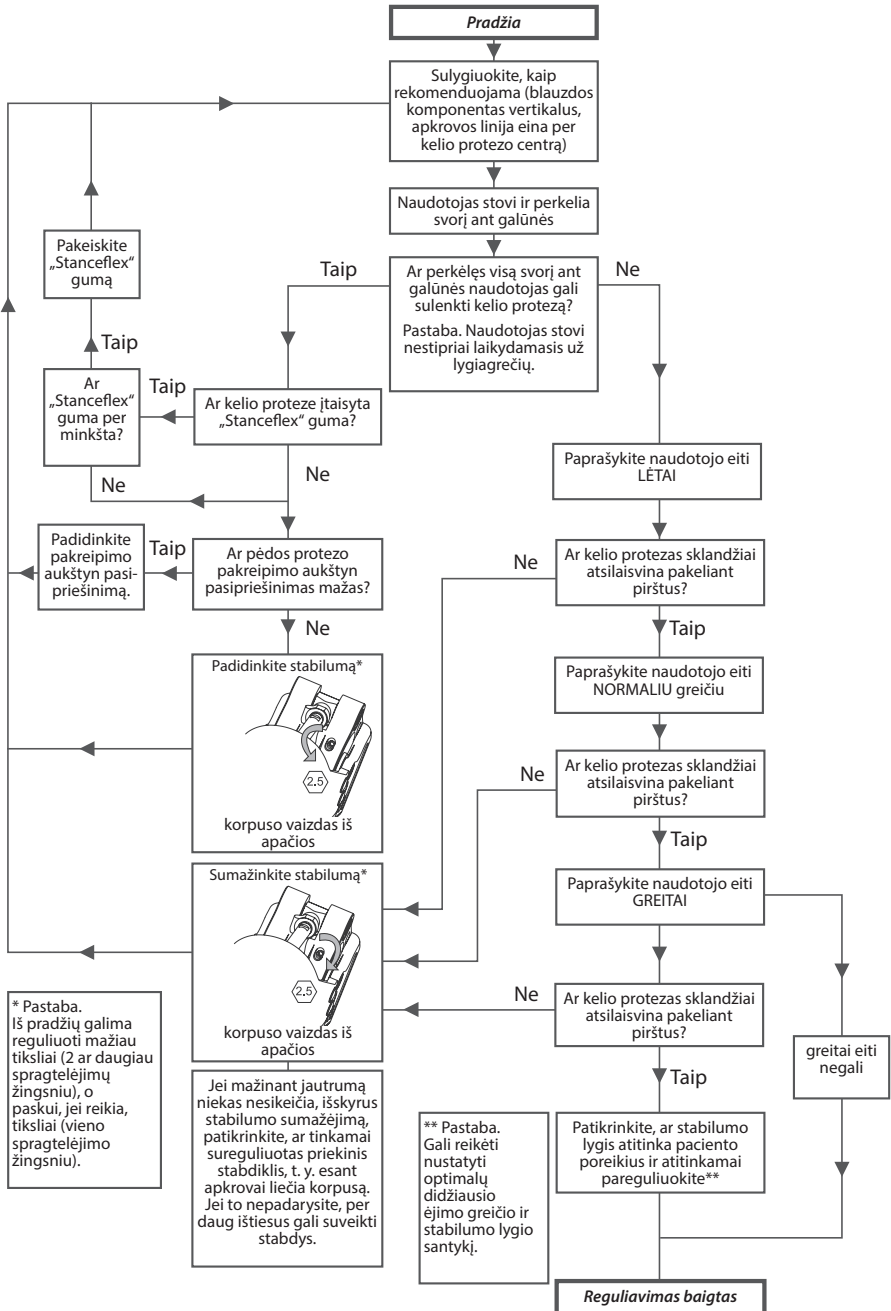 Pradžia
Sulygiuokite, kaip
rekomenduojama (blauzdos
komponentas vertikalus,
apkrovos linija eina per
kelio protezo centrą)
Naudotojas stovi ir perkelia
svorį ant galūnės
Pakeiskite
„Stanceflex“
gumą
Taip
Ar perkėlęs visą svorį ant
galūnės naudotojas gali
sulenkti kelio protezą?
Pastaba. Naudotojas stovi
nestipriai laikydamasis už
lygiagrečių.
Ne
Taip
Ar
„Stanceflex“
guma per
minkšta?
Taip
Ar kelio proteze įtaisyta
„Stanceflex“ guma?
Ne
Ne
Paprašykite naudotojo eiti
LĖTAI
Padidinkite
pakreipimo
aukštyn pasi-
priešinimą.
Taip
Ar pėdos protezo
pakreipimo aukštyn
pasipriešinimas mažas?
Ne
Ar kelio protezas sklandžiai
atsilaisvina pakeliant
pirštus?
Ne
Taip
Padidinkite stabilumą*
2.5
korpuso vaizdas iš
apačios
Paprašykite naudotojo eiti
NORMALIU greičiu
Ne
Ar kelio protezas sklandžiai
atsilaisvina pakeliant
pirštus?
Taip
Sumažinkite stabilumą*
2.5
korpuso vaizdas iš
apačios
Paprašykite naudotojo eiti
GREITAI
Ne
Ar kelio protezas sklandžiai
atsilaisvina pakeliant
pirštus?
greitai eiti
negali
Taip
* Pastaba.
Iš pradžių galima
reguliuoti mažiau
tiksliai (2 ar daugiau
spragtelėjimų
žingsniu), o
paskui, jei reikia,
tiksliai (vieno
spragtelėjimo
žingsniu).
Jei mažinant jautrumą
niekas nesikeičia, išskyrus
stabilumo sumažėjimą,
patikrinkite, ar tinkamai
sureguliuotas priekinis
stabdiklis, t. y. esant
apkrovai liečia korpusą.
Jei to nepadarysite, per
daug ištiesus gali suveikti
stabdys.
** Pastaba.
Gali reikėti
nustatyti
optimalų
didžiausio
ėjimo greičio ir
stabilumo lygio
santykį.
Patikrinkite, ar stabilumo
lygis atitinka paciento
poreikius ir atitinkamai
pareguliuokite**
Reguliavimas baigtas